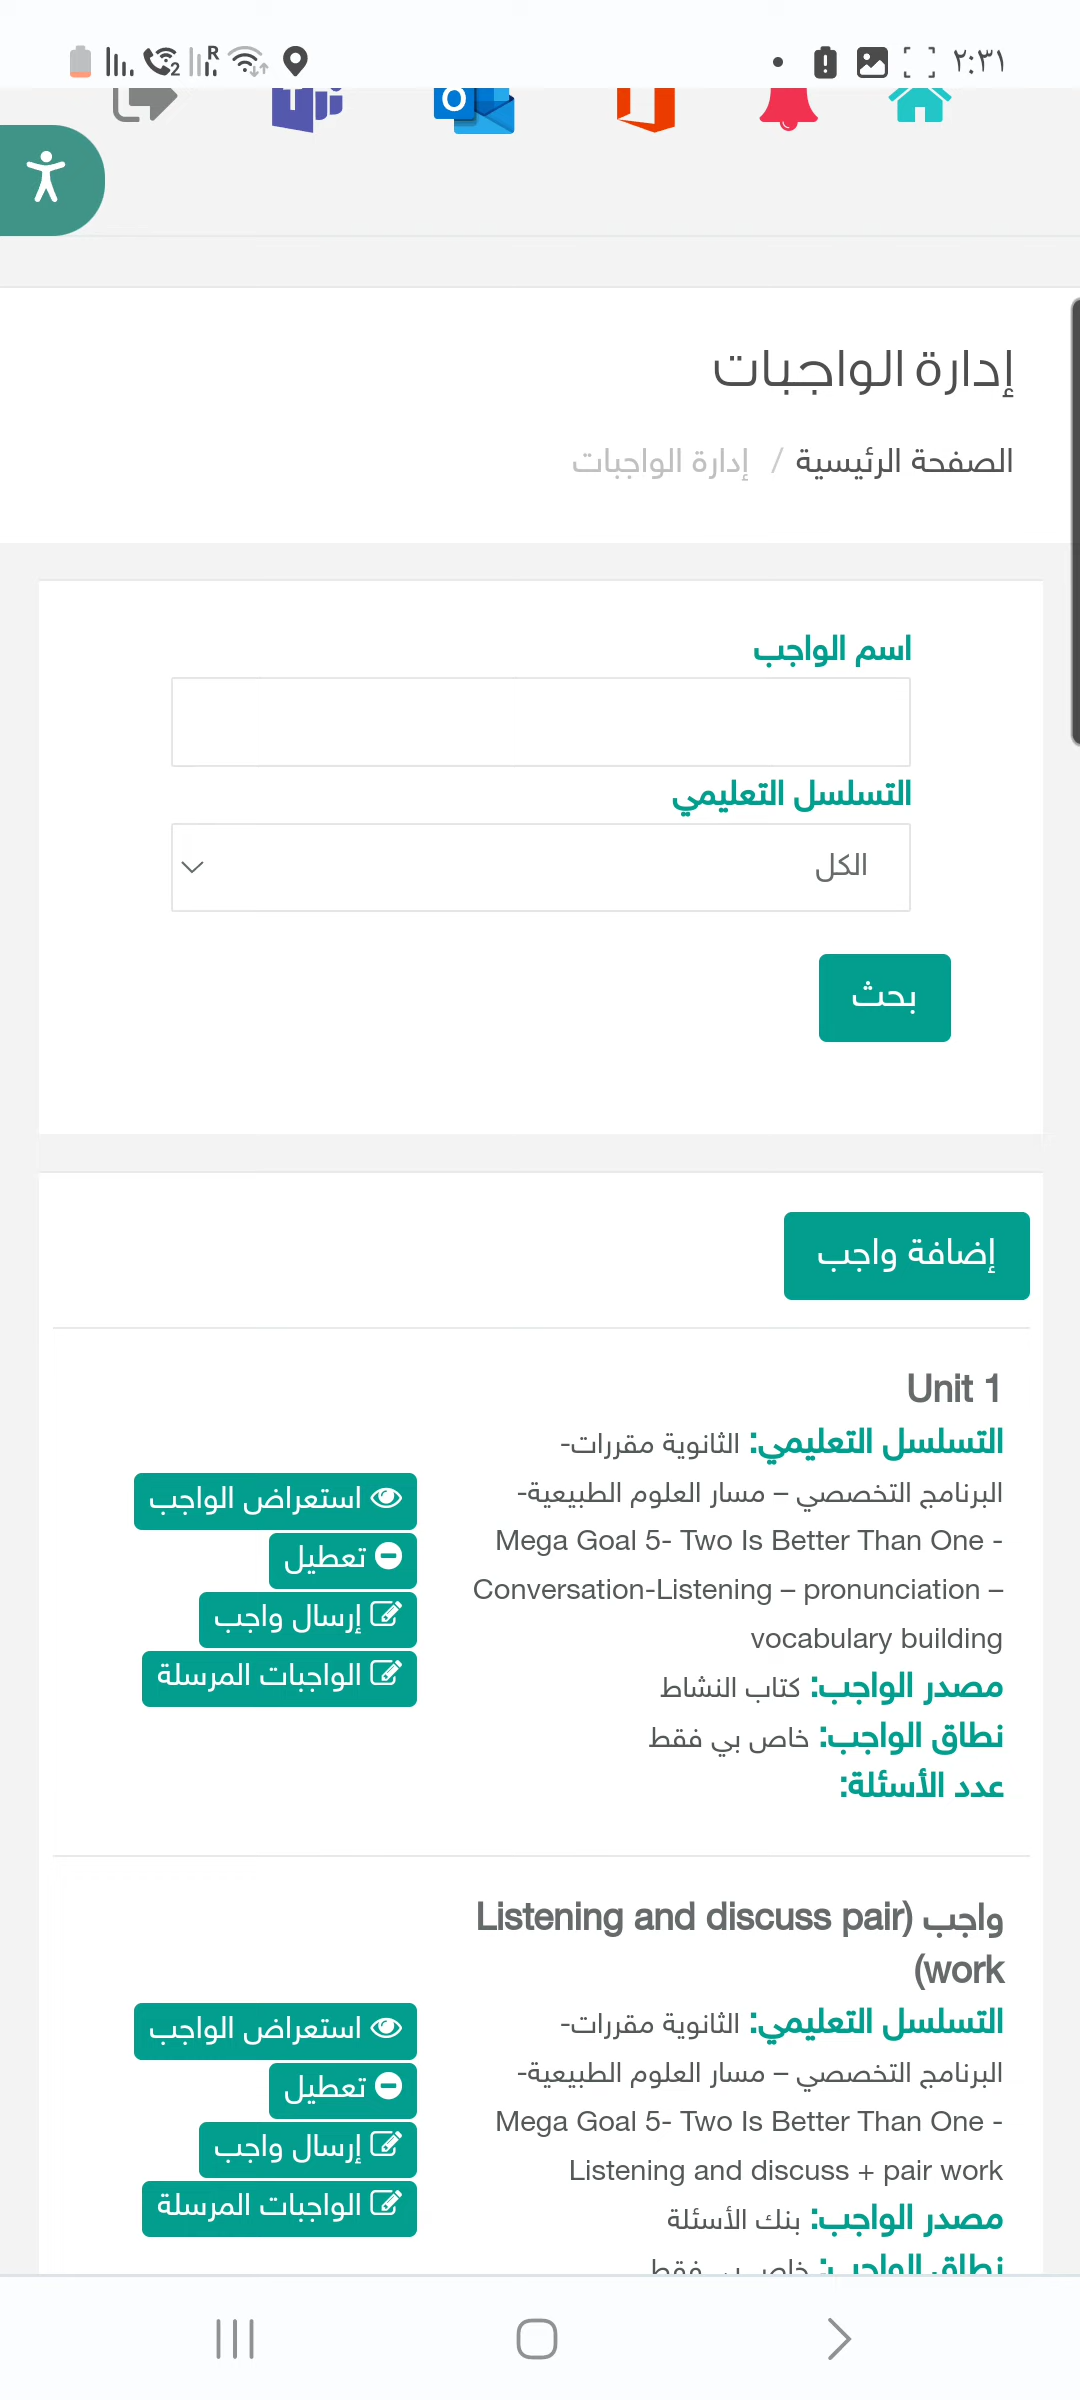 ٢:٣١
إدارة الواجبات
الصفحة الرئيسية / إدارة الواجبات
اسم الواجب
التسلسل التعليمي
الكل
بحث
إضافة واجب
Unit 1
التسلسل التعليمي: الثانوية مقررات-
البرنامج التخصصي – مسار العلوم الطبيعية-
Mega Goal 5- Two Is Better Than One -
Conversation-Listening – pronunciation –
vocabulary building
مصدر الواجب: كتاب النشاط
نطاق الواجب: خاص بي فقط
عدد الأسئلة:
استعراض الواجب
تعطيل
إرسال واجب
الواجبات المرسلة
واجب (Listening and discuss pair
work)
التسلسل التعليمي: الثانوية مقررات-
البرنامج التخصصي – مسار العلوم الطبيعية-
Mega Goal 5- Two Is Better Than One -
Listening and discuss + pair work
مصدر الواجب: بنك الأسئلة
نطاق الواجب: خاص بي فقط
استعراض الواجب
تعطيل
إرسال واجب
الواجبات المرسلة